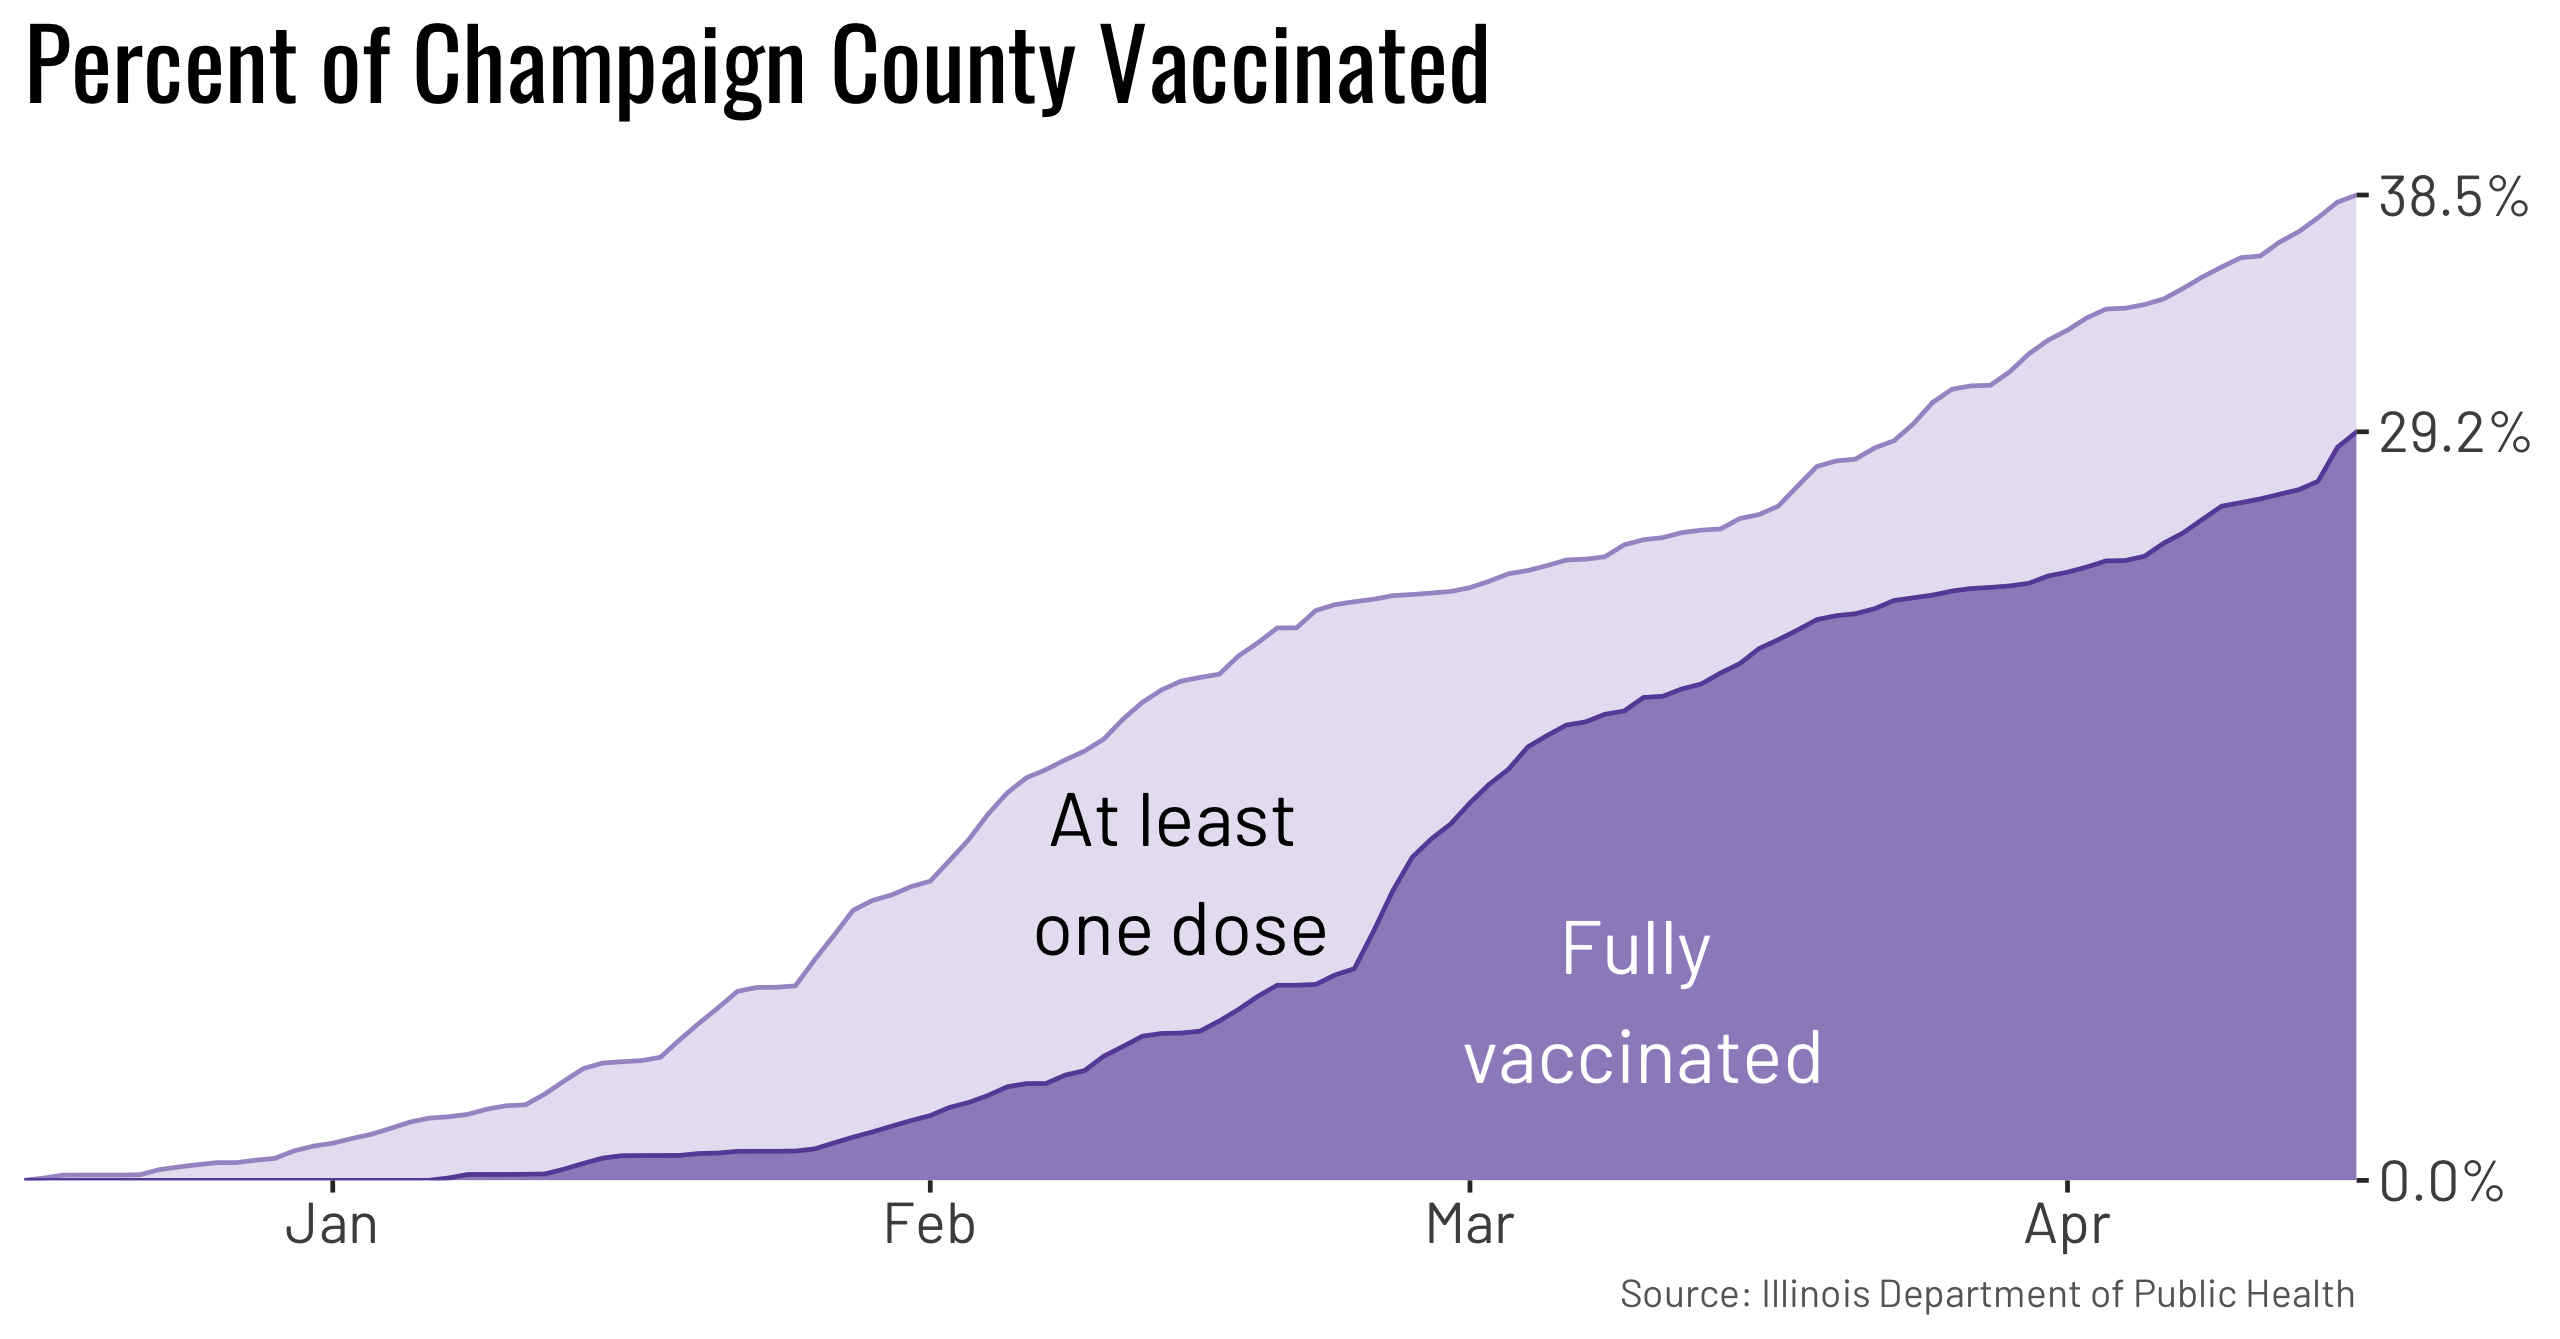 Percent of Champaign County Vaccinated
38.5%
29.2%
At least
one dose
Fully
vaccinated
0.0%
Jan
Feb
Mar
Apr
Source: Illinois Department of Public Health